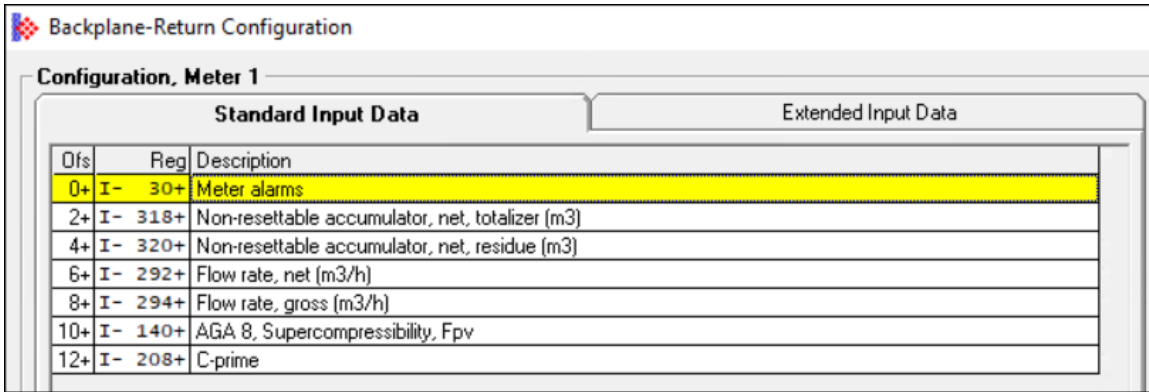 Backplane-Return Configuration
Configuration, Meter 1
Standard Input Data Extended Input Data
Ofs Reg Description
0+ I- 30+ Meter alarms
2+ I- 318+ Non-resettable accumulator, net, totalizer (m3)
4+ I- 320+ Non-resettable accumulator, net, residue (m3)
6+ I- 292+ Flow rate, net (m3/h)
8+ I- 294+ Flow rate, gross (m3/h)
10+ I- 140+ AGA 8, Supercompressibility, Fpv
12+ I- 208+ C-prime